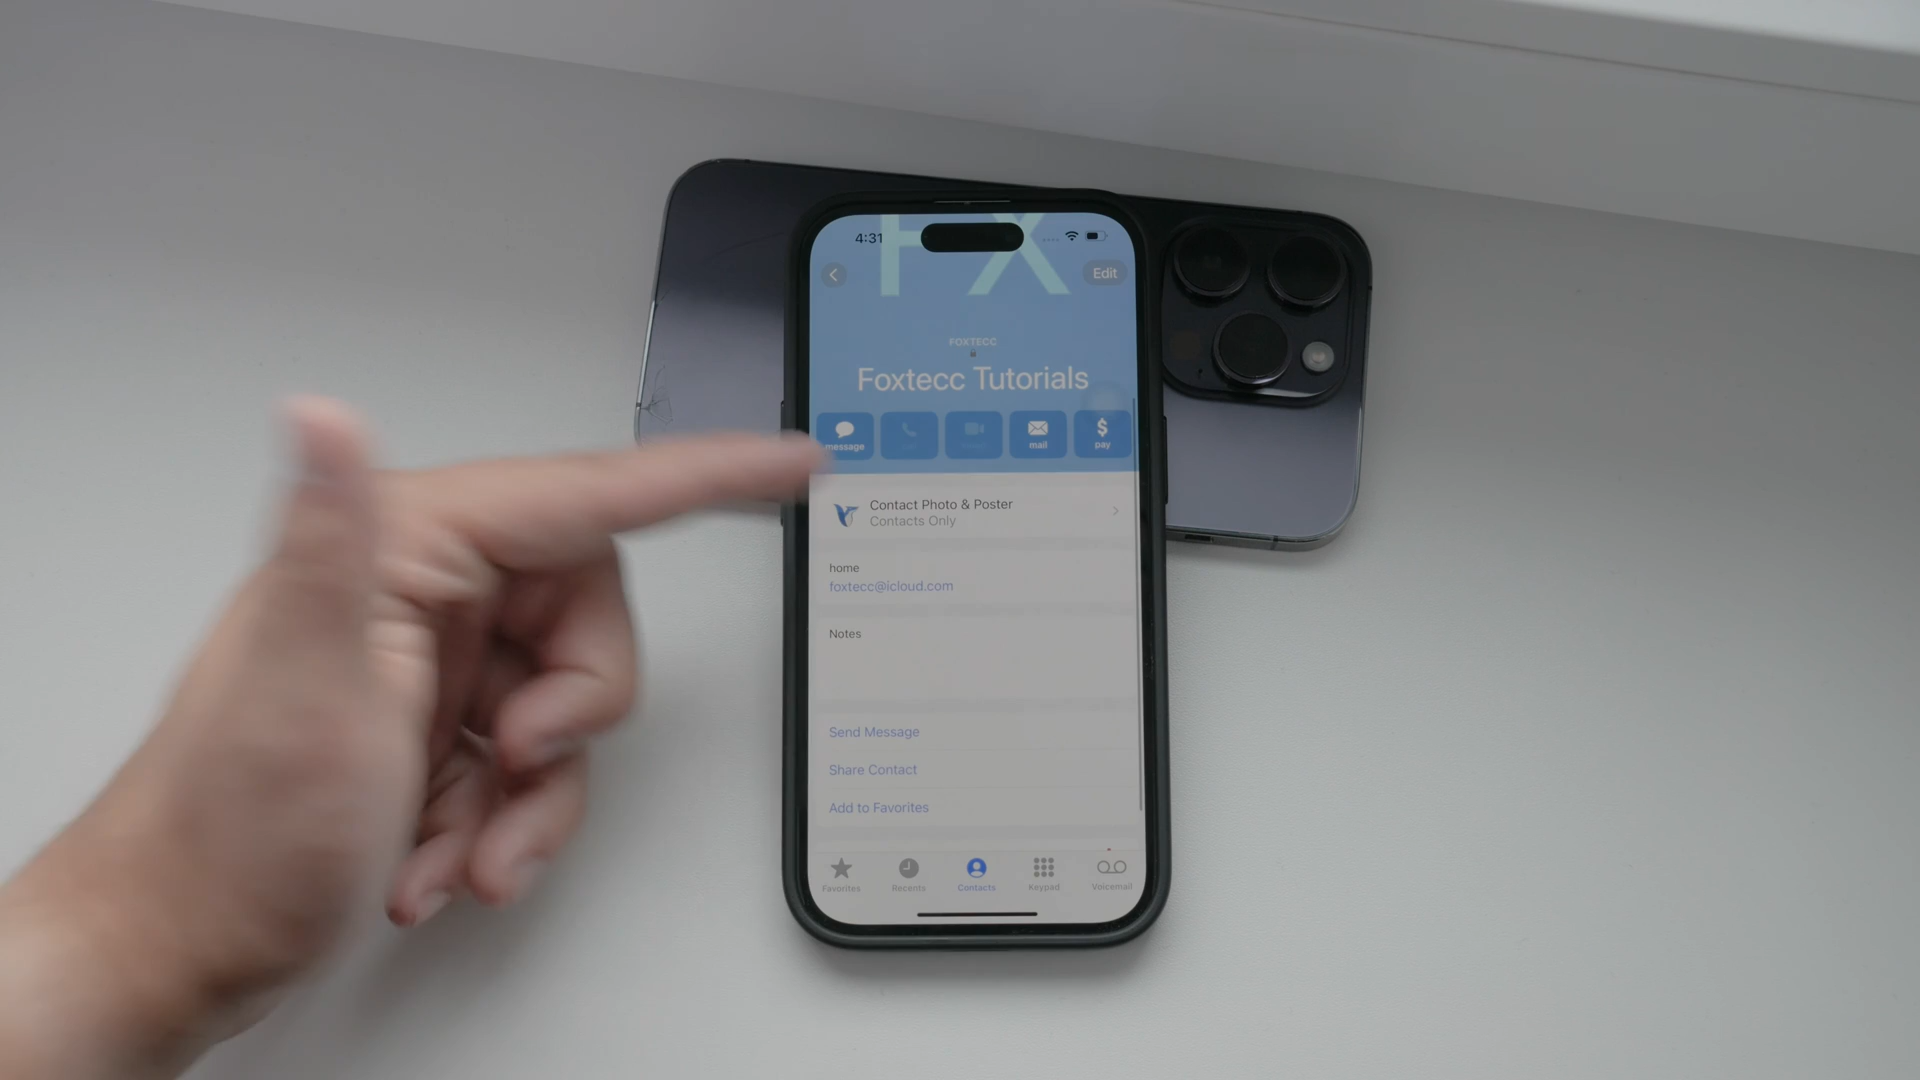 FX
4:31
Edit
FOXTECC
Foxtecc Tutorials
message
mail
$
pay
Contact Photo & Poster
Contacts Only
home
foxtecc@icloud.com
Notes
Send Message
Share Contact
Add to Favorites
Favorites
Recents
Contacts
Keypad
Voicemail